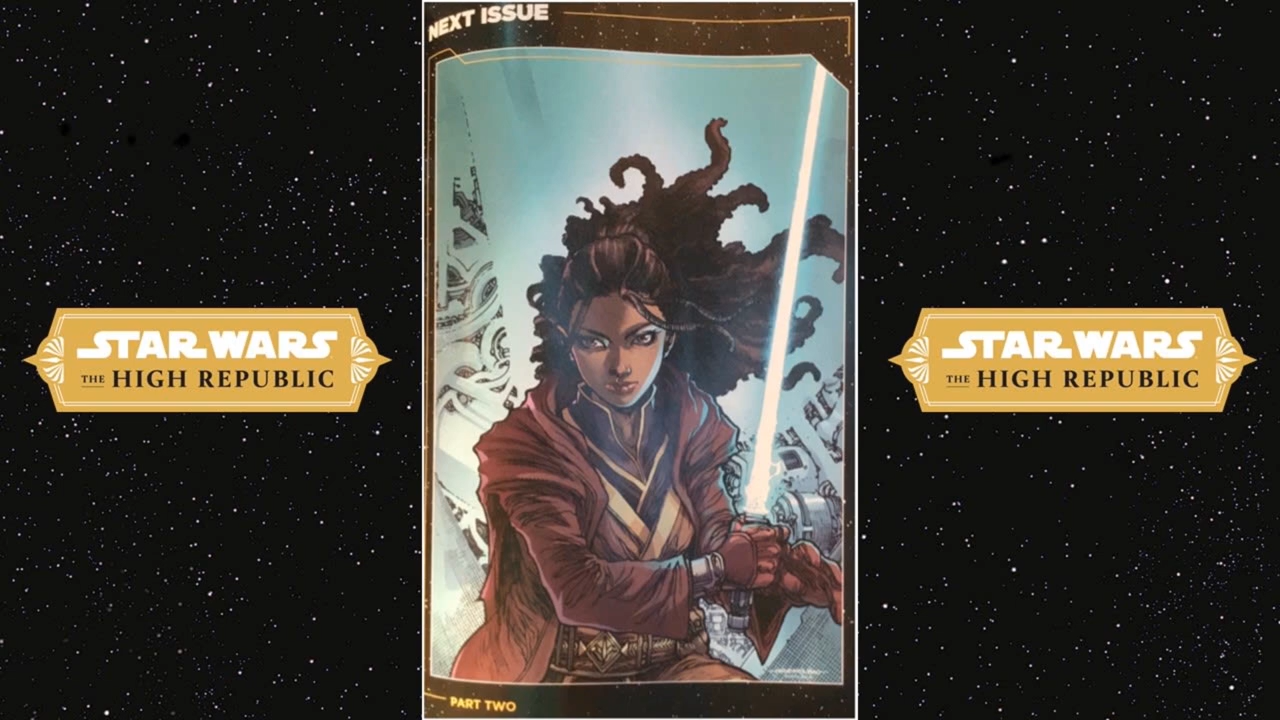 NEXT ISSUE
STAR WARS
THE HIGH REPUBLIC
STAR WARS
THE HIGH REPUBLIC
PART TWO